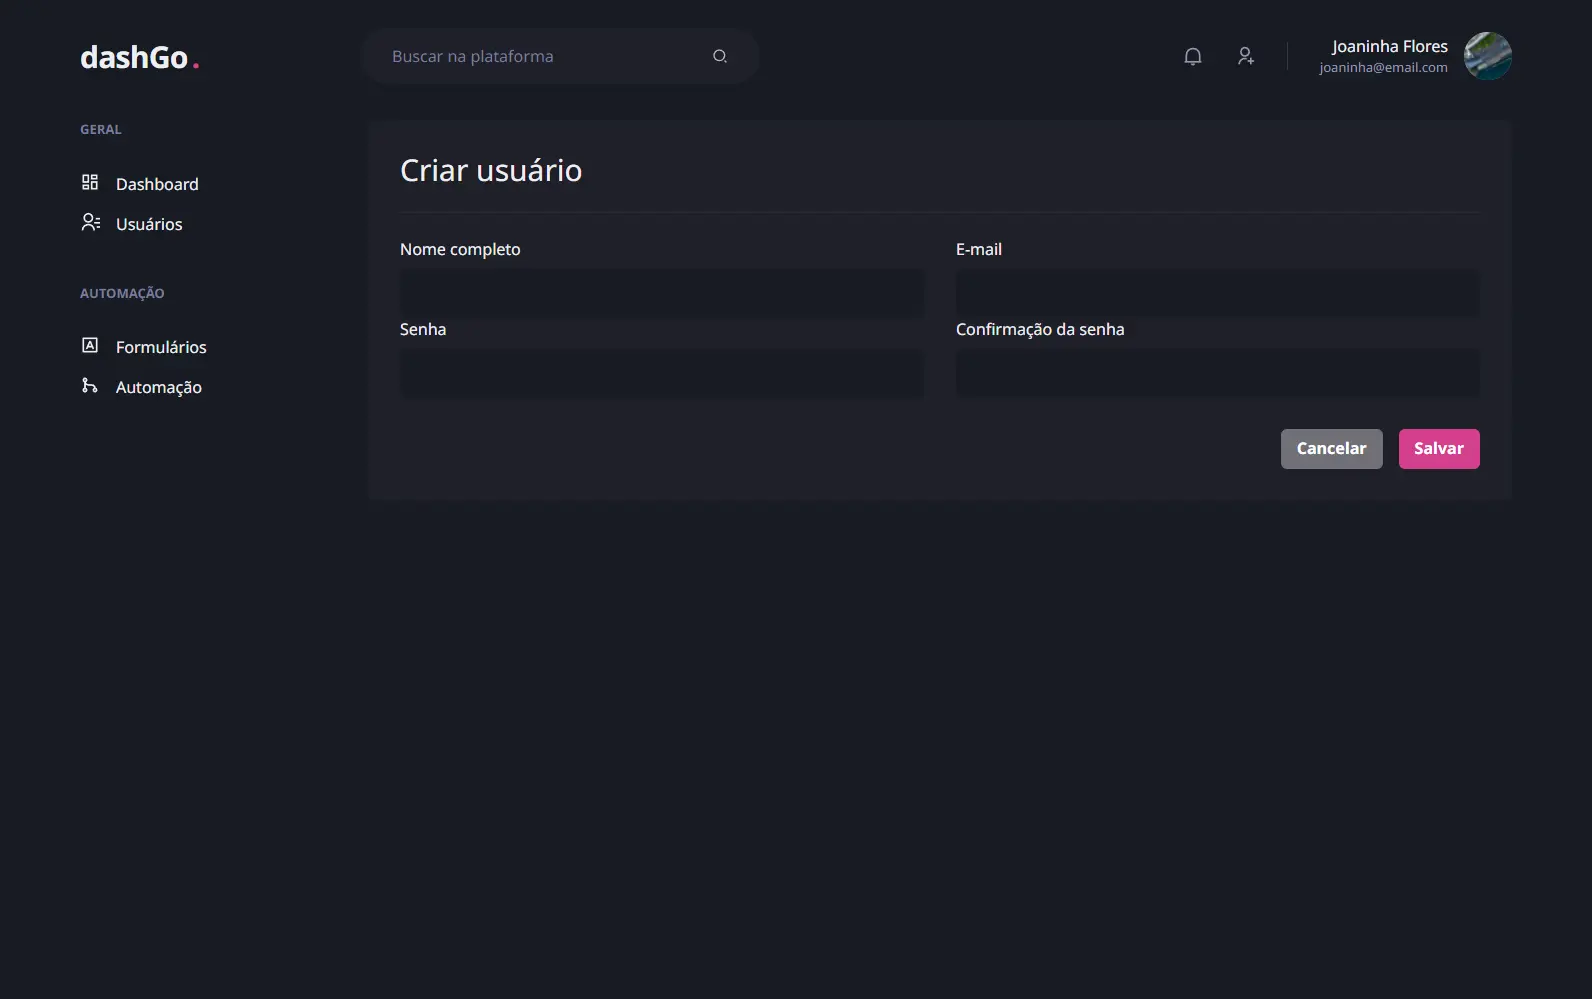 dashGo.
Buscar na plataforma
Joaninha Flores
joaninha@email.com
GERAL
Dashboard
Usuários
AUTOMAÇÃO
Formulários
Automação
Criar usuário
Nome completo
E-mail
Senha
Confirmação da senha
Cancelar
Salvar